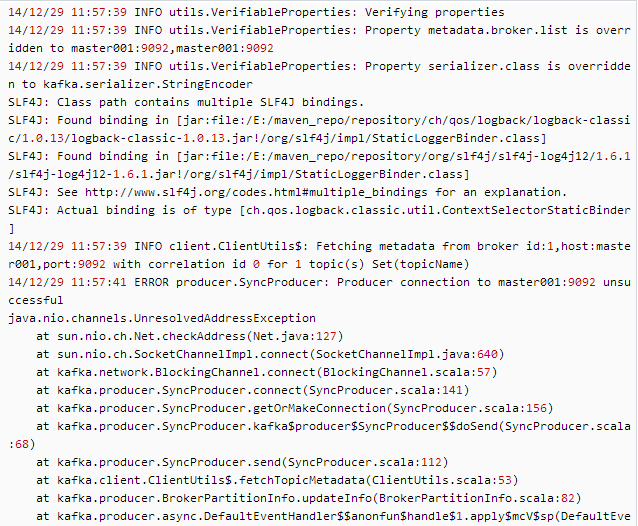 14/12/29 11:57:39 INFO utils.VerifiableProperties: Verifying properties
14/12/29 11:57:39 INFO utils.VerifiableProperties: Property metadata.broker.list is overr
idden to master001:9092,master001:9092
14/12/29 11:57:39 INFO utils.VerifiableProperties: Property serializer.class is overridde
n to kafka.serializer.StringEncoder
SLF4J: Class path contains multiple SLF4J bindings.
SLF4J: Found binding in [jar:file:/E:/maven_repo/repository/ch/qos/logback/logback-classi
c/1.0.13/logback-classic-1.0.13.jar!/org/slf4j/impl/StaticLoggerBinder.class]
SLF4J: Found binding in [jar:file:/E:/maven_repo/repository/org/slf4j/slf4j-log4j12/1.6.1
/slf4j-log4j12-1.6.1.jar!/org/slf4j/impl/StaticLoggerBinder.class]
SLF4J: See http://www.slf4j.org/codes.html#multiple_bindings for an explanation.
SLF4J: Actual binding is of type [ch.qos.logback.classic.util.ContextSelectorStaticBinder
]
14/12/29 11:57:39 INFO client.ClientUtils$: Fetching metadata from broker id:1,host:maste
r001,port:9092 with correlation id 0 for 1 topic(s) Set(topicName)
14/12/29 11:57:41 ERROR producer.SyncProducer: Producer connection to master001:9092 unsu
ccessful
java.nio.channels.UnresolvedAddressException
at sun.nio.ch.Net.checkAddress(Net.java:127)
at sun.nio.ch.SocketChannelImpl.connect(SocketChannelImpl.java:640)
at kafka.network.BlockingChannel.connect(BlockingChannel.scala:57)
at kafka.producer.SyncProducer.connect(SyncProducer.scala:141)
at kafka.producer.SyncProducer.getOrMakeConnection(SyncProducer.scala:156)
at kafka.producer.SyncProducer.kafka$producer$SyncProducer$$doSend(SyncProducer.scala
:68)
at kafka.producer.SyncProducer.send(SyncProducer.scala:112)
at kafka.client.ClientUtils$.fetchTopicMetadata(ClientUtils.scala:53)
at kafka.producer.BrokerPartitionInfo.updateInfo(BrokerPartitionInfo.scala:82)
at kafka.producer.async.DefaultEventHandler$$anonfun$handle$1.apply$mcV$sp(DefaultEve